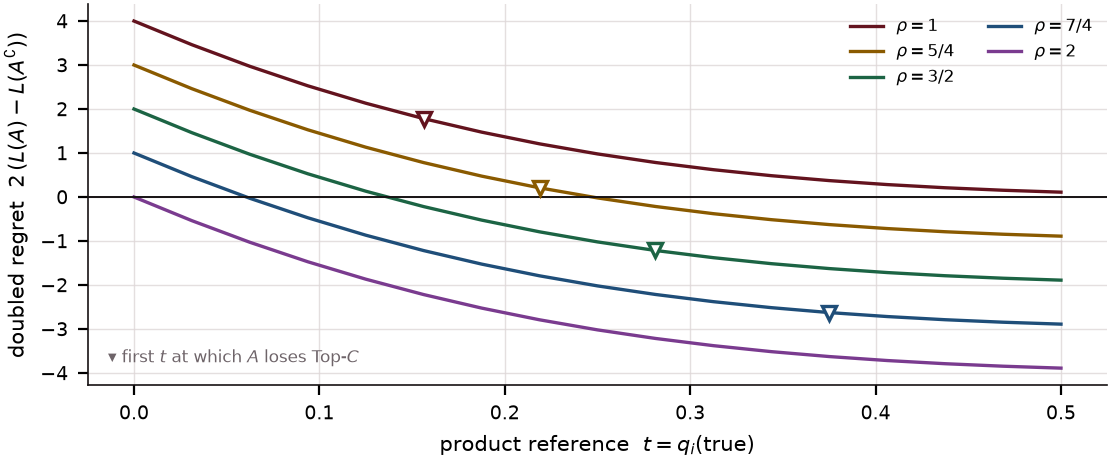 doubled regret 2 (L(A) − L(A^C))
4
3
2
1
0
−1
−2
−3
−4
ρ = 1
ρ = 5/4
ρ = 3/2
ρ = 7/4
ρ = 2
▼ first t at which A loses Top-C
0.0
0.1
0.2
0.3
0.4
0.5
product reference t = qᵢ(true)